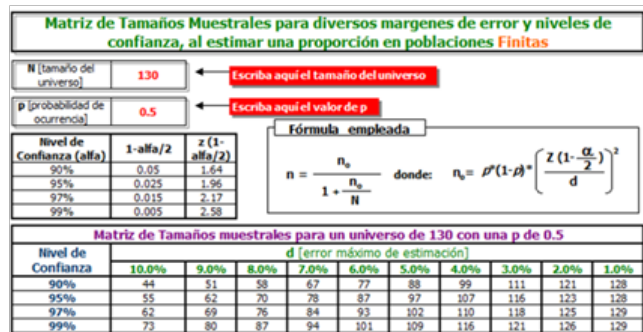 Matriz de Tamaños Muestrales para diversos margenes de error y niveles de
confianza, al estimar una proporción en poblaciones Finitas
N [tamaño del
universo]
130
Escriba aquí el tamaño del universo
p [probabilidad de
ocurrencia]
0.5
Escriba aquí el valor de p
Nivel de
Confianza (alfa) 1-alfa/2 z (1-
alfa/2)
90% 0.05 1.64
95% 0.025 1.96
97% 0.015 2.17
99% 0.005 2.58
Fórmula empleada
n = n₀ / (1 + n₀/N) donde: n₀= p*(1-p)* (Z (1-α/2) / d)²
Matriz de Tamaños muestrales para un universo de 130 con una p de 0.5
Nivel de
Confianza
d [error máximo de estimación]
10.0% 9.0% 8.0% 7.0% 6.0% 5.0% 4.0% 3.0% 2.0% 1.0%
90% 44 51 58 67 77 88 99 111 121 128
95% 55 62 70 78 87 97 107 116 123 128
97% 62 69 76 84 93 102 110 118 125 129
99% 73 80 87 94 101 109 116 121 126 129